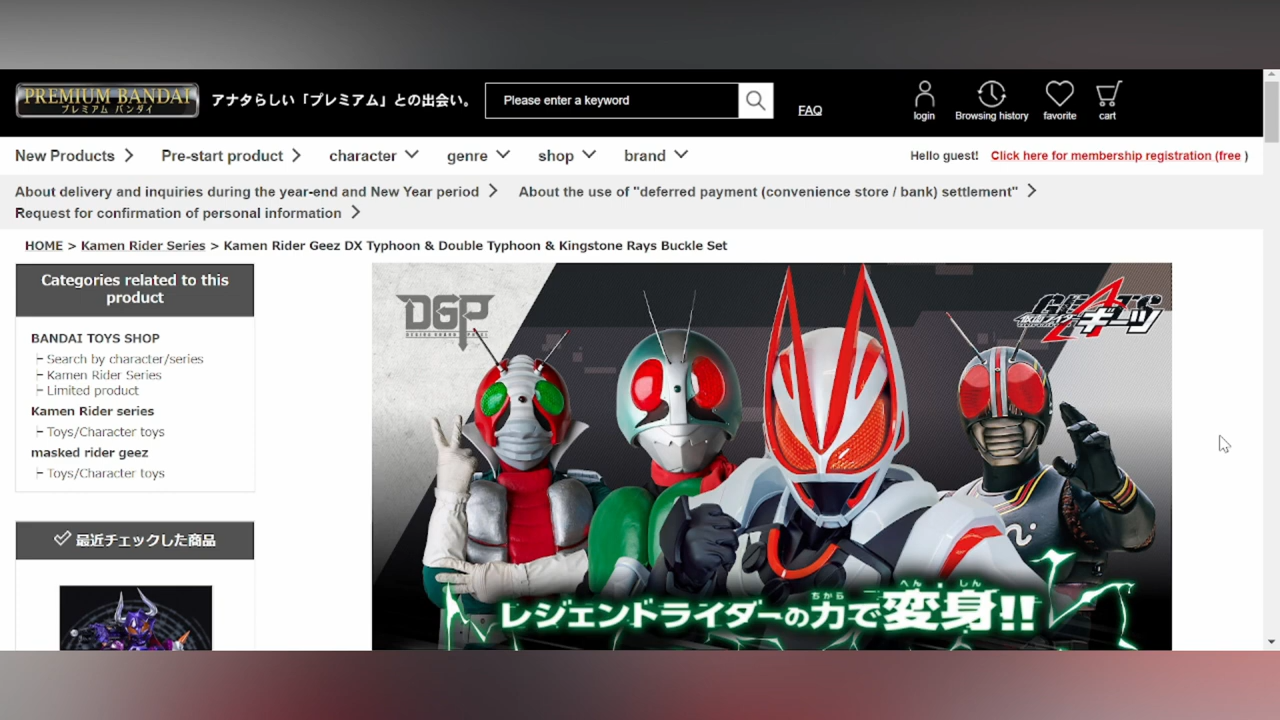 PREMIUM BANDAI
プレミアム バンダイ
アナタらしい「プレミアム」との出会い。
Please enter a keyword
FAQ
login
Browsing history
favorite
cart
New Products
Pre-start product
character
genre
shop
brand
Hello guest! Click here for membership registration (free )
About delivery and inquiries during the year-end and New Year period
About the use of "deferred payment (convenience store / bank) settlement"
Request for confirmation of personal information
HOME > Kamen Rider Series > Kamen Rider Geez DX Typhoon & Double Typhoon & Kingstone Rays Buckle Set
Categories related to this
product
BANDAI TOYS SHOP
Search by character/series
Kamen Rider Series
Limited product
Kamen Rider series
Toys/Character toys
masked rider geez
Toys/Character toys
最近チェックした商品
DGP
GEATS
仮面ライダーギーツ
レジェンドライダーの力で変身!!
ちから
へん・しん